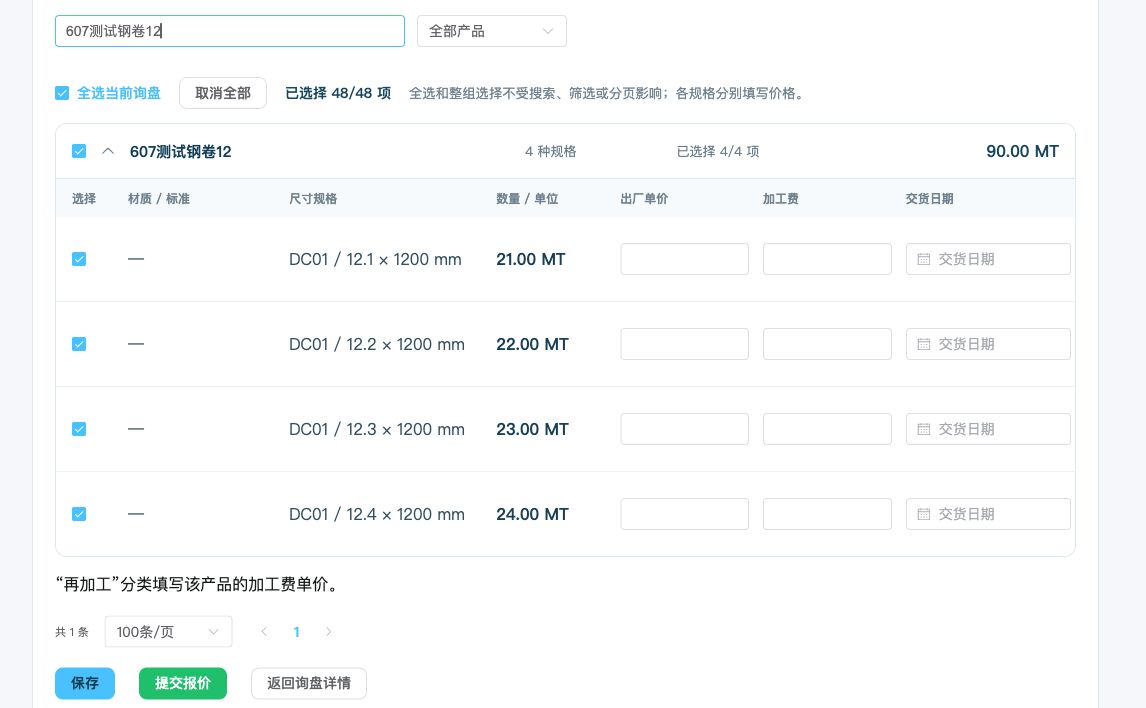 607测试钢卷12 全部产品
全选当前询盘 取消全部 已选择 48/48 项 全选和整组选择不受搜索、筛选或分页影响；各规格分别填写价格。
607测试钢卷12 4 种规格 已选择 4/4 项 90.00 MT
选择 材质 / 标准 尺寸规格 数量 / 单位 出厂单价 加工费 交货日期
— DC01 / 12.1 × 1200 mm 21.00 MT 交货日期
— DC01 / 12.2 × 1200 mm 22.00 MT 交货日期
— DC01 / 12.3 × 1200 mm 23.00 MT 交货日期
— DC01 / 12.4 × 1200 mm 24.00 MT 交货日期
“再加工”分类填写该产品的加工费单价。
共 1 条 100条/页 1
保存 提交报价 返回询盘详情